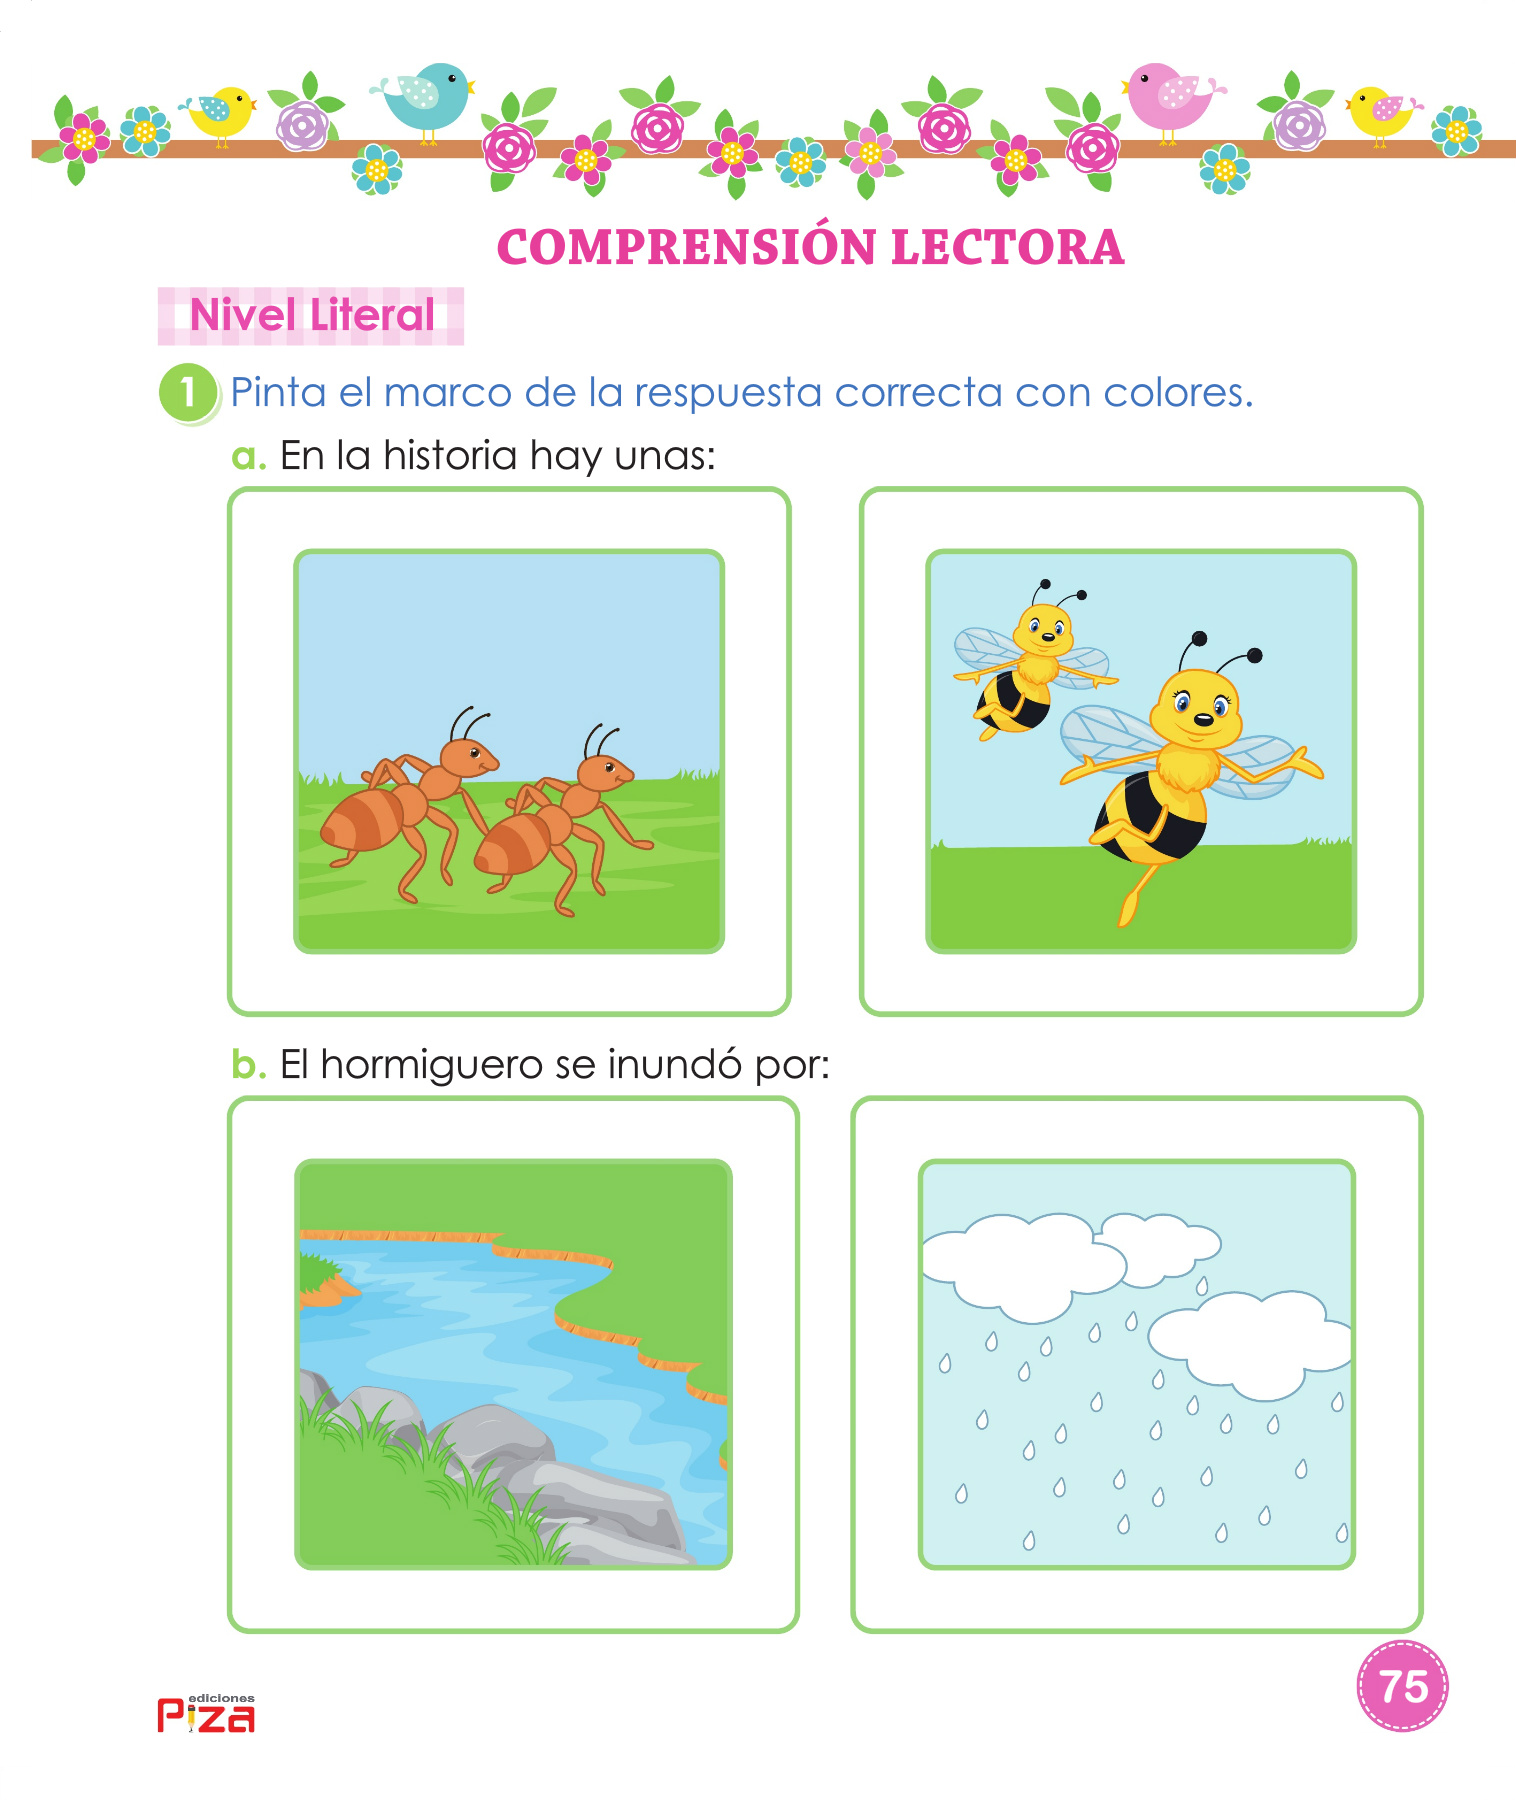 COMPRENSIÓN LECTORA
Nivel Literal
1 Pinta el marco de la respuesta correcta con colores.
a. En la historia hay unas:
b. El hormiguero se inundó por:
75
ediciones
Piza